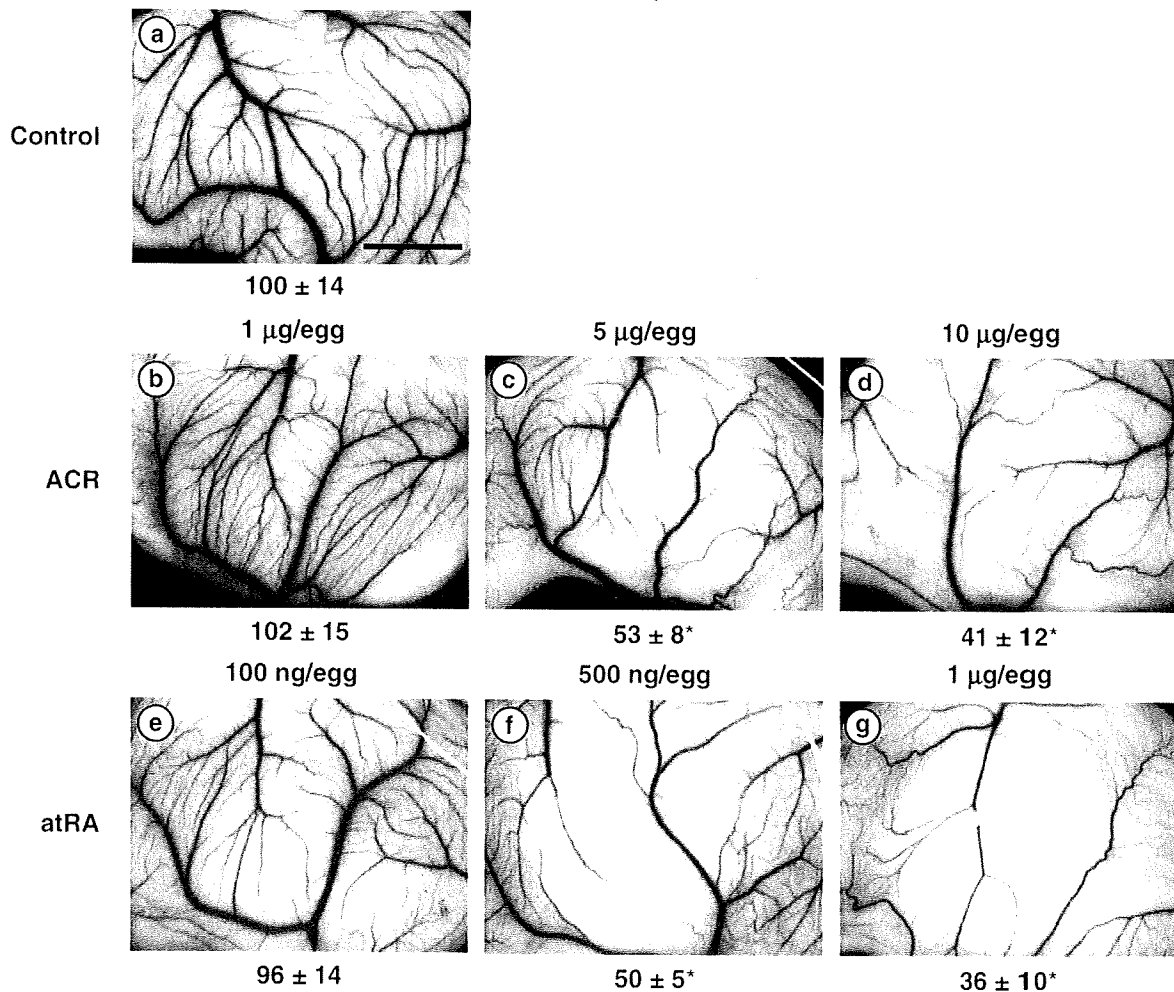 a
Control
100 ± 14
1 µg/egg 5 µg/egg 10 µg/egg
b c d
ACR
102 ± 15 53 ± 8* 41 ± 12*
100 ng/egg 500 ng/egg 1 µg/egg
e f g
atRA
96 ± 14 50 ± 5* 36 ± 10*